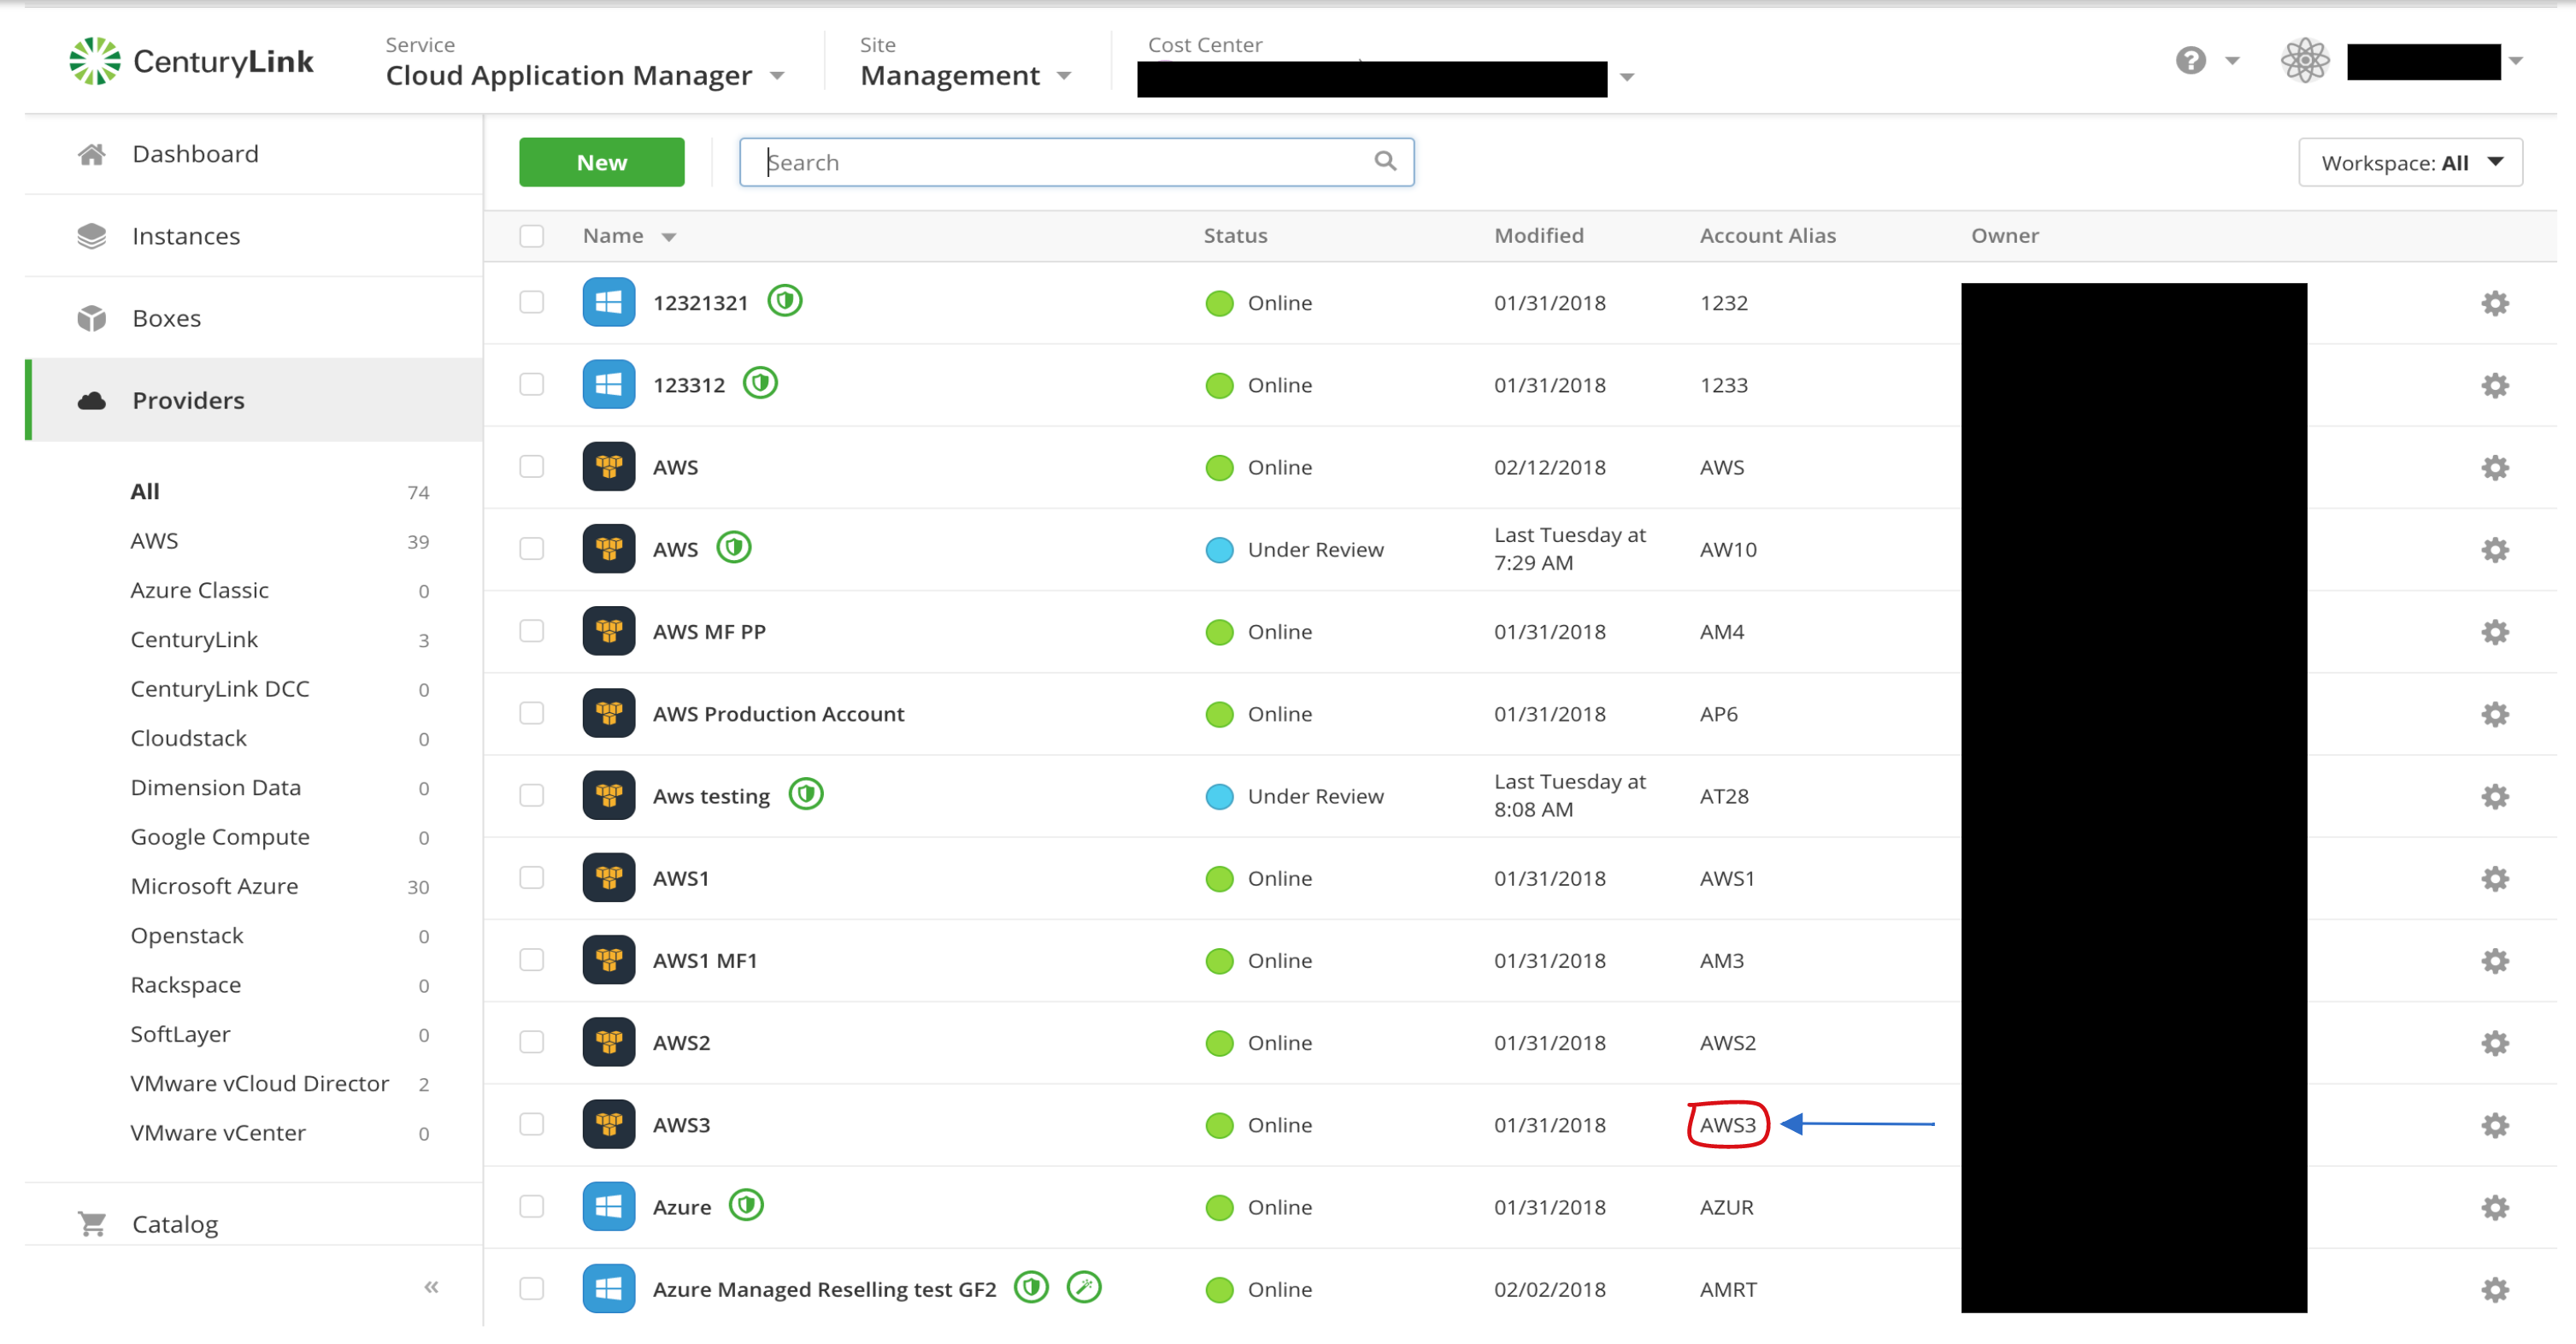 CenturyLink
Service
Cloud Application Manager
Site
Management
Cost Center
?
Dashboard
Instances
Boxes
Providers
All 74
AWS 39
Azure Classic 0
CenturyLink 3
CenturyLink DCC 0
Cloudstack 0
Dimension Data 0
Google Compute 0
Microsoft Azure 30
Openstack 0
Rackspace 0
SoftLayer 0
VMware vCloud Director 2
VMware vCenter 0
Catalog
«
New
Search
Workspace: All
Name Status Modified Account Alias Owner
12321321 Online 01/31/2018 1232
123312 Online 01/31/2018 1233
AWS Online 02/12/2018 AWS
AWS Under Review Last Tuesday at 7:29 AM AW10
AWS MF PP Online 01/31/2018 AM4
AWS Production Account Online 01/31/2018 AP6
Aws testing Under Review Last Tuesday at 8:08 AM AT28
AWS1 Online 01/31/2018 AWS1
AWS1 MF1 Online 01/31/2018 AM3
AWS2 Online 01/31/2018 AWS2
AWS3 Online 01/31/2018 AWS3
Azure Online 01/31/2018 AZUR
Azure Managed Reselling test GF2 Online 02/02/2018 AMRT